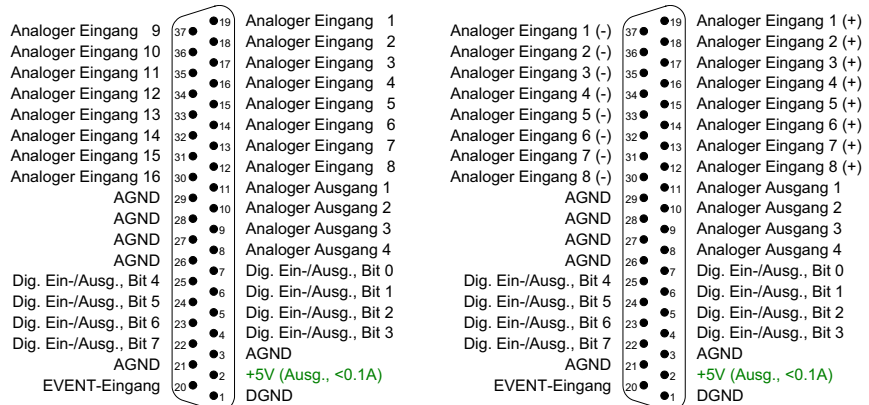 19 Analoger Eingang 1
Analoger Eingang 9 37
18 Analoger Eingang 2
Analoger Eingang 10 36
17 Analoger Eingang 3
Analoger Eingang 11 35
16 Analoger Eingang 4
Analoger Eingang 12 34
15 Analoger Eingang 5
Analoger Eingang 13 33
14 Analoger Eingang 6
Analoger Eingang 14 32
13 Analoger Eingang 7
Analoger Eingang 15 31
12 Analoger Eingang 8
Analoger Eingang 16 30
11 Analoger Ausgang 1
AGND 29
10 Analoger Ausgang 2
AGND 28
9 Analoger Ausgang 3
AGND 27
8 Analoger Ausgang 4
AGND 26
7 Dig. Ein-/Ausg., Bit 0
Dig. Ein-/Ausg., Bit 4 25
6 Dig. Ein-/Ausg., Bit 1
Dig. Ein-/Ausg., Bit 5 24
5 Dig. Ein-/Ausg., Bit 2
Dig. Ein-/Ausg., Bit 6 23
4 Dig. Ein-/Ausg., Bit 3
Dig. Ein-/Ausg., Bit 7 22
3 AGND
AGND 21
2 +5V (Ausg., <0.1A)
EVENT-Eingang 20
1 DGND
19 Analoger Eingang 1 (+)
Analoger Eingang 1 (-) 37
18 Analoger Eingang 2 (+)
Analoger Eingang 2 (-) 36
17 Analoger Eingang 3 (+)
Analoger Eingang 3 (-) 35
16 Analoger Eingang 4 (+)
Analoger Eingang 4 (-) 34
15 Analoger Eingang 5 (+)
Analoger Eingang 5 (-) 33
14 Analoger Eingang 6 (+)
Analoger Eingang 6 (-) 32
13 Analoger Eingang 7 (+)
Analoger Eingang 7 (-) 31
12 Analoger Eingang 8 (+)
Analoger Eingang 8 (-) 30
11 Analoger Ausgang 1
AGND 29
10 Analoger Ausgang 2
AGND 28
9 Analoger Ausgang 3
AGND 27
8 Analoger Ausgang 4
AGND 26
7 Dig. Ein-/Ausg., Bit 0
Dig. Ein-/Ausg., Bit 4 25
6 Dig. Ein-/Ausg., Bit 1
Dig. Ein-/Ausg., Bit 5 24
5 Dig. Ein-/Ausg., Bit 2
Dig. Ein-/Ausg., Bit 6 23
4 Dig. Ein-/Ausg., Bit 3
Dig. Ein-/Ausg., Bit 7 22
3 AGND
AGND 21
2 +5V (Ausg., <0.1A)
EVENT-Eingang 20
1 DGND